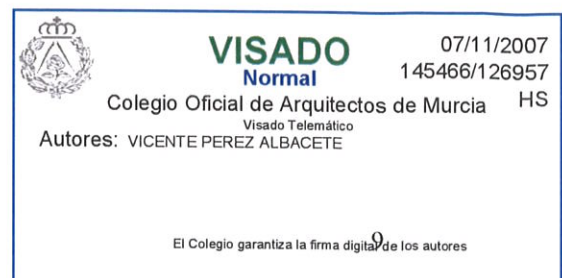 VISADO
Normal
07/11/2007
145466/126957
HS
Colegio Oficial de Arquitectos de Murcia
Visado Telemático
Autores: VICENTE PEREZ ALBACETE
El Colegio garantiza la firma digital de los autores
9